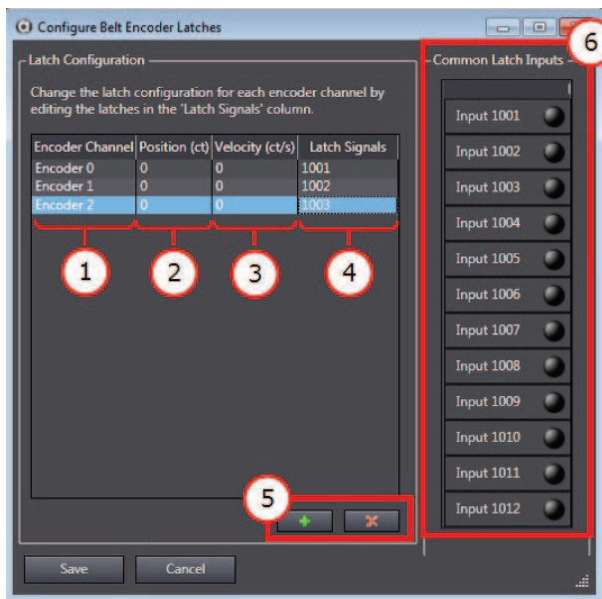 Configure Belt Encoder Latches
6
Latch Configuration
Change the latch configuration for each encoder channel by
editing the latches in the 'Latch Signals' column.
Encoder Channel Position (ct) Velocity (ct/s) Latch Signals
Encoder 0 0 0 1001
Encoder 1 0 0 1002
Encoder 2 0 0 1003
1 2 3 4
5
Save Cancel
Common Latch Inputs
Input 1001
Input 1002
Input 1003
Input 1004
Input 1005
Input 1006
Input 1007
Input 1008
Input 1009
Input 1010
Input 1011
Input 1012